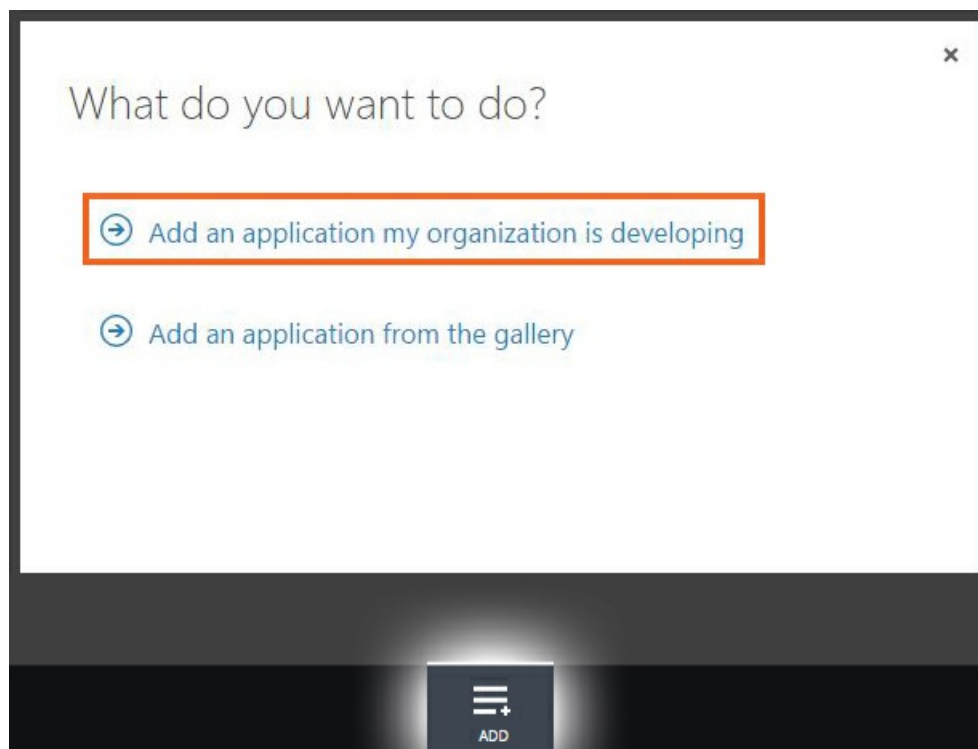 What do you want to do?
Add an application my organization is developing
Add an application from the gallery
ADD